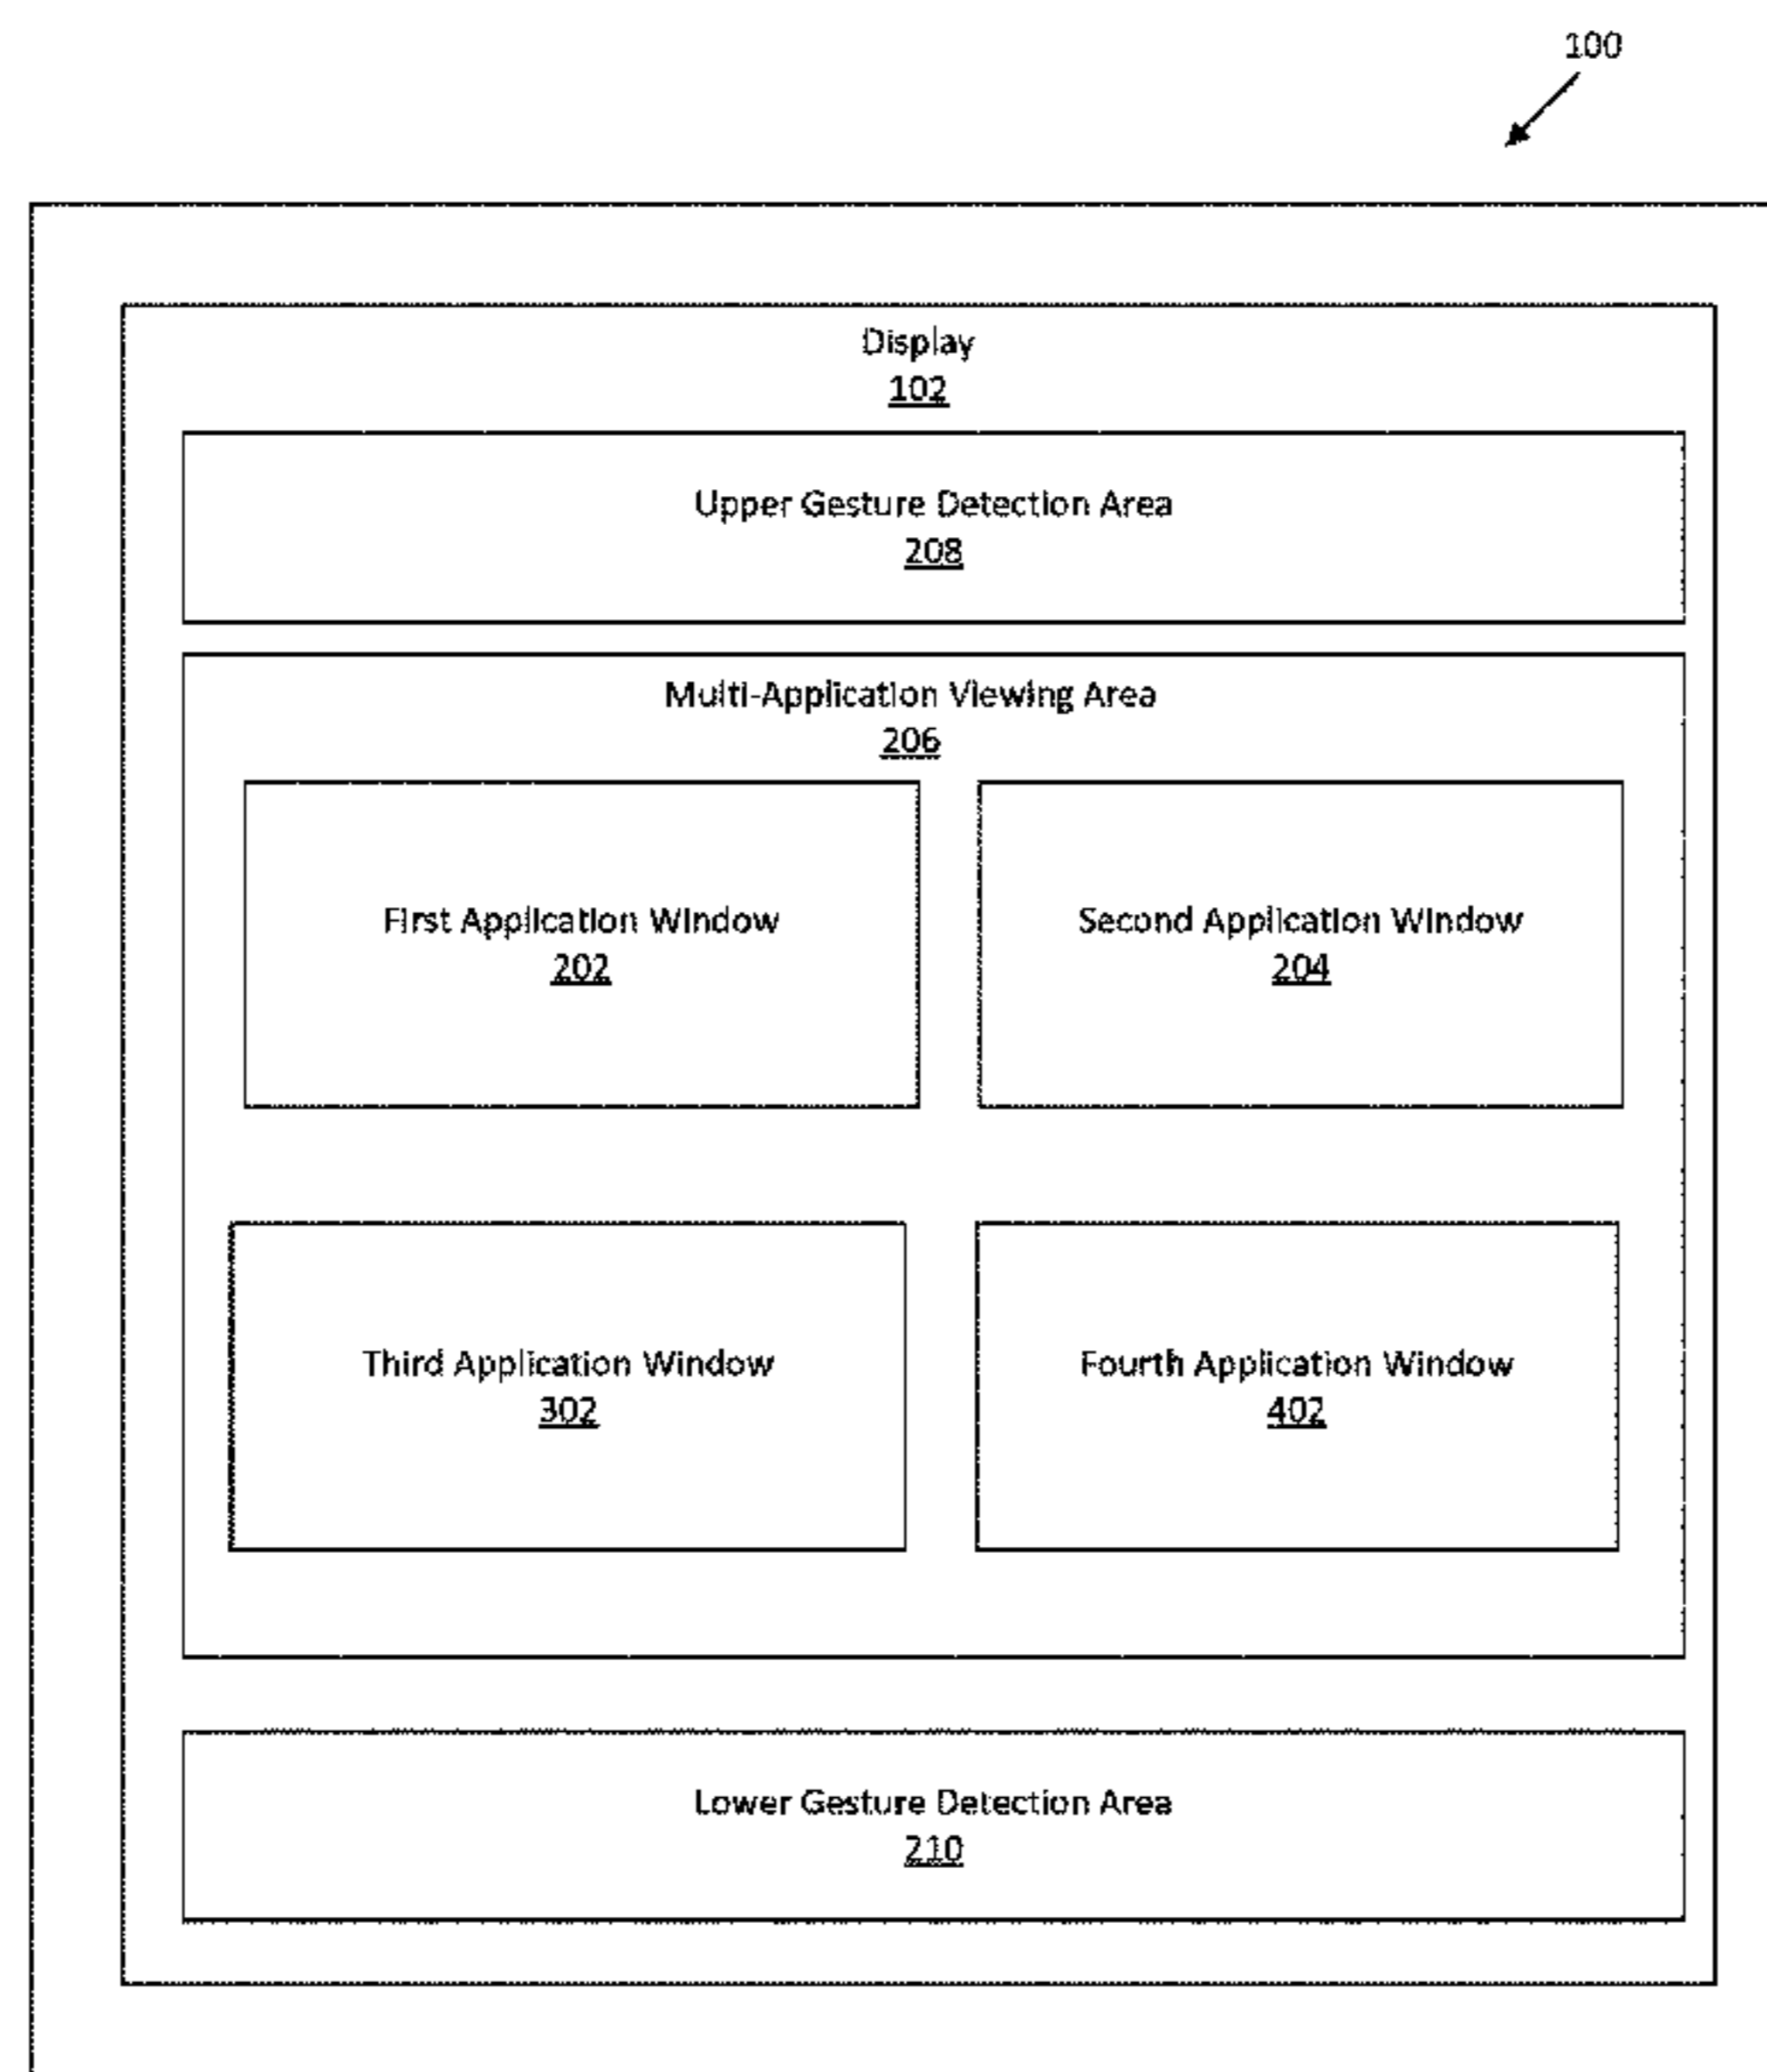 100
Display
102
Upper Gesture Detection Area
208
Multi-Application Viewing Area
206
First Application Window
202
Second Application Window
204
Third Application Window
302
Fourth Application Window
402
Lower Gesture Detection Area
210